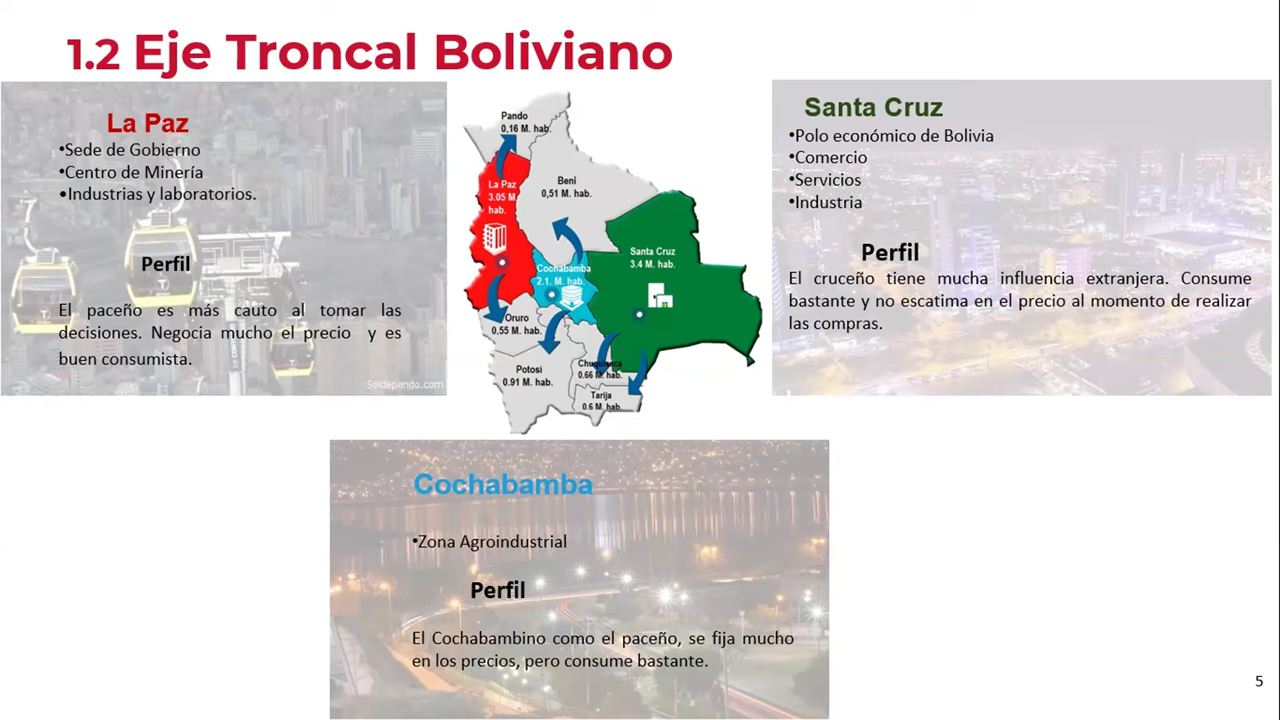 1.2 Eje Troncal Boliviano
La Paz
•Sede de Gobierno
•Centro de Minería
•Industrias y laboratorios.
Perfil
El paceño es más cauto al tomar las
decisiones. Negocia mucho el precio y es
buen consumista.
Soldepando.com
Pando
0,16 M. hab.
La Paz
3.05 M.
hab.
Beni
0,51 M. hab.
Cochabamba
2.1. M. hab.
Santa Cruz
3.4 M. hab.
Oruro
0,55 M. hab.
Potosí
0.91 M. hab.
Chuquisaca
0.66 M. hab.
Tarija
0.6 M. hab.
Santa Cruz
•Polo económico de Bolivia
•Comercio
•Servicios
•Industria
Perfil
El cruceño tiene mucha influencia extranjera. Consume
bastante y no escatima en el precio al momento de realizar
las compras.
Cochabamba
•Zona Agroindustrial
Perfil
El Cochabambino como el paceño, se fija mucho
en los precios, pero consume bastante.
5